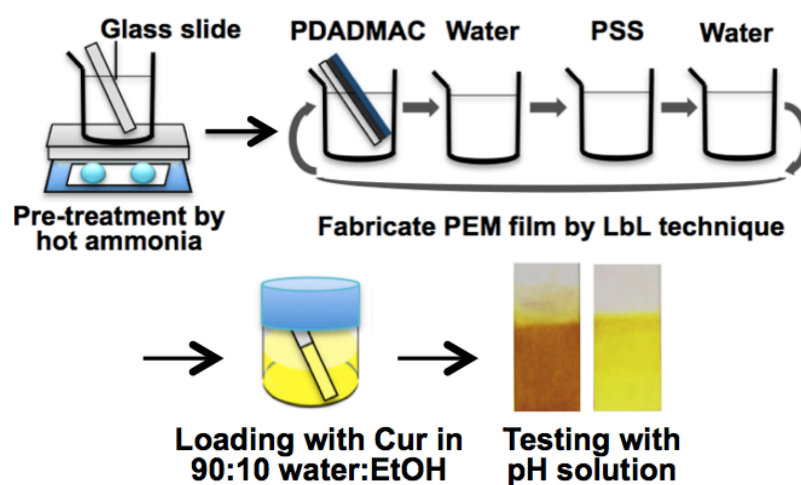 Glass slide
PDADMAC Water PSS Water
Pre-treatment by
hot ammonia
Fabricate PEM film by LbL technique
Loading with Cur in
90:10 water:EtOH
Testing with
pH solution